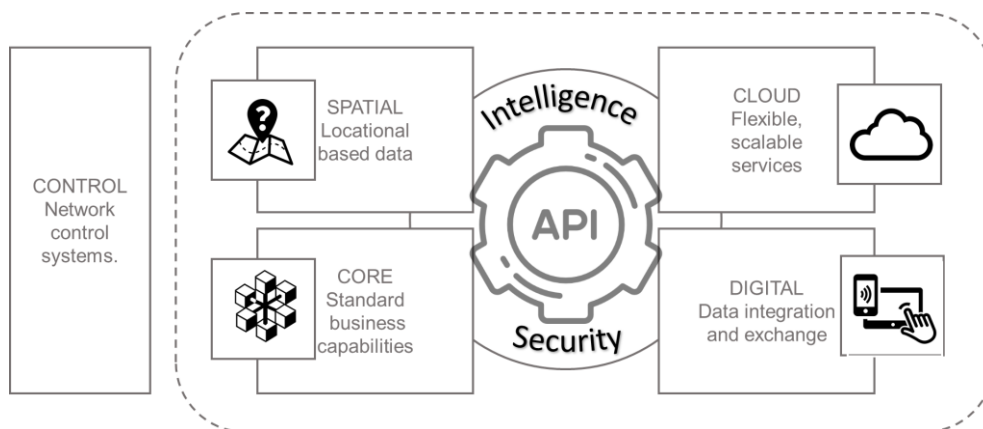 CONTROL
Network
control
systems.
SPATIAL
Locational
based data
CORE
Standard
business
capabilities
Intelligence
API
Security
CLOUD
Flexible,
scalable
services
DIGITAL
Data integration
and exchange
?